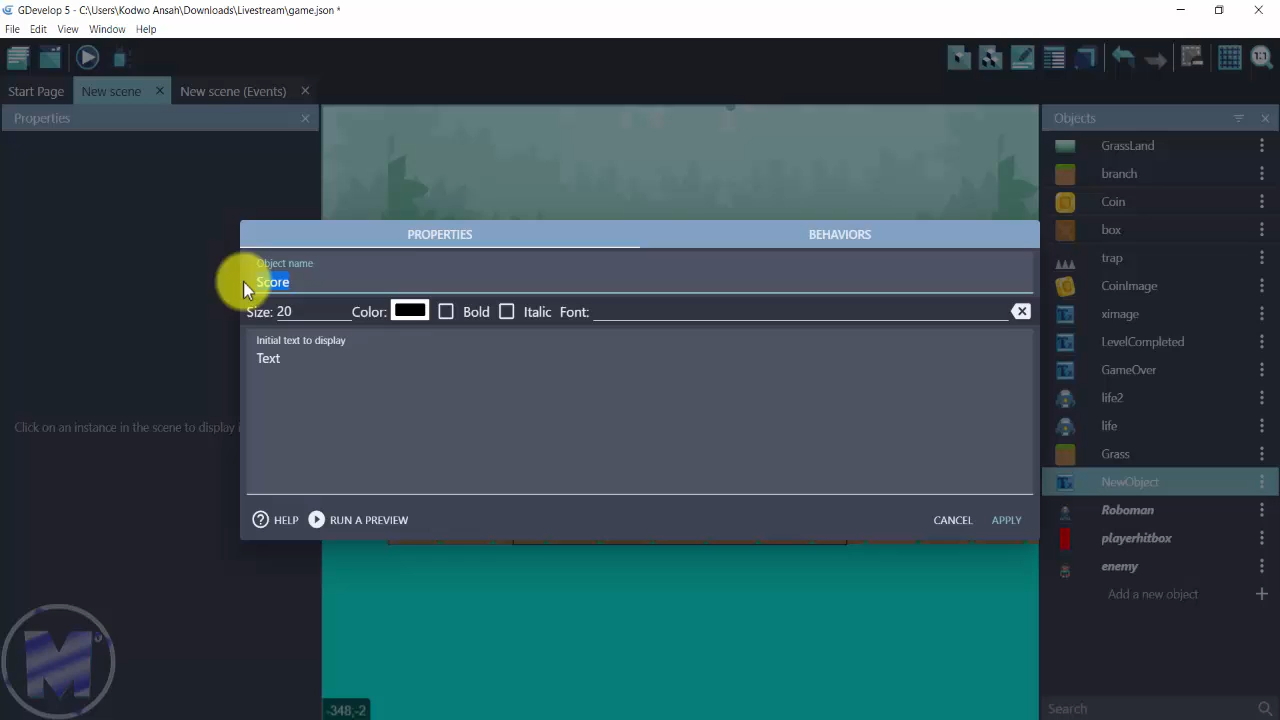 GDevelop 5 - C:\Users\Kodwo Ansah\Downloads\Livestream\game.json *
File Edit View Window Help
1:1
Start Page New scene × New scene (Events) ×
Properties ×
Objects ×
GrassLand
branch
Coin
box
trap
CoinImage
ximage
LevelCompleted
GameOver
life2
life
Grass
NewObject
Roboman
playerhitbox
enemy
Add a new object +
Search
Click on an instance in the scene to display i
PROPERTIES BEHAVIORS
Object name
Score
Size: 20 Color: Bold Italic Font:
Initial text to display
Text
HELP RUN A PREVIEW CANCEL APPLY
-348,-2
M